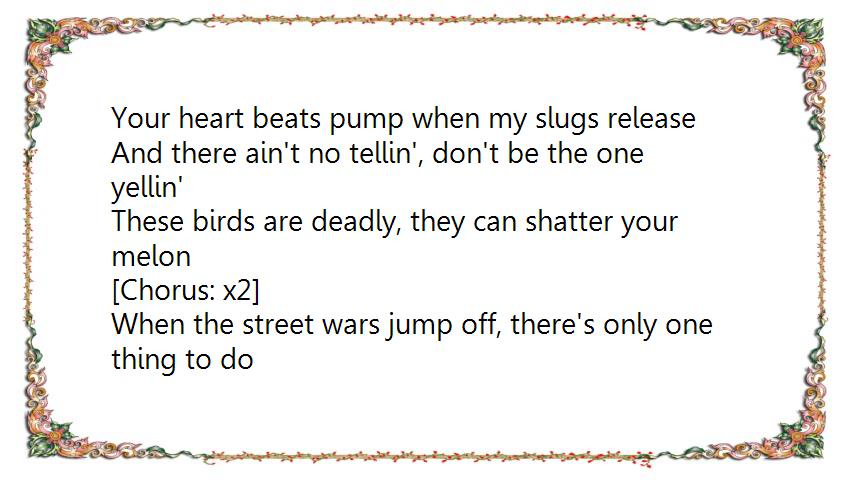 Your heart beats pump when my slugs release
And there ain't no tellin', don't be the one
yellin'
These birds are deadly, they can shatter your
melon
[Chorus: x2]
When the street wars jump off, there's only one
thing to do